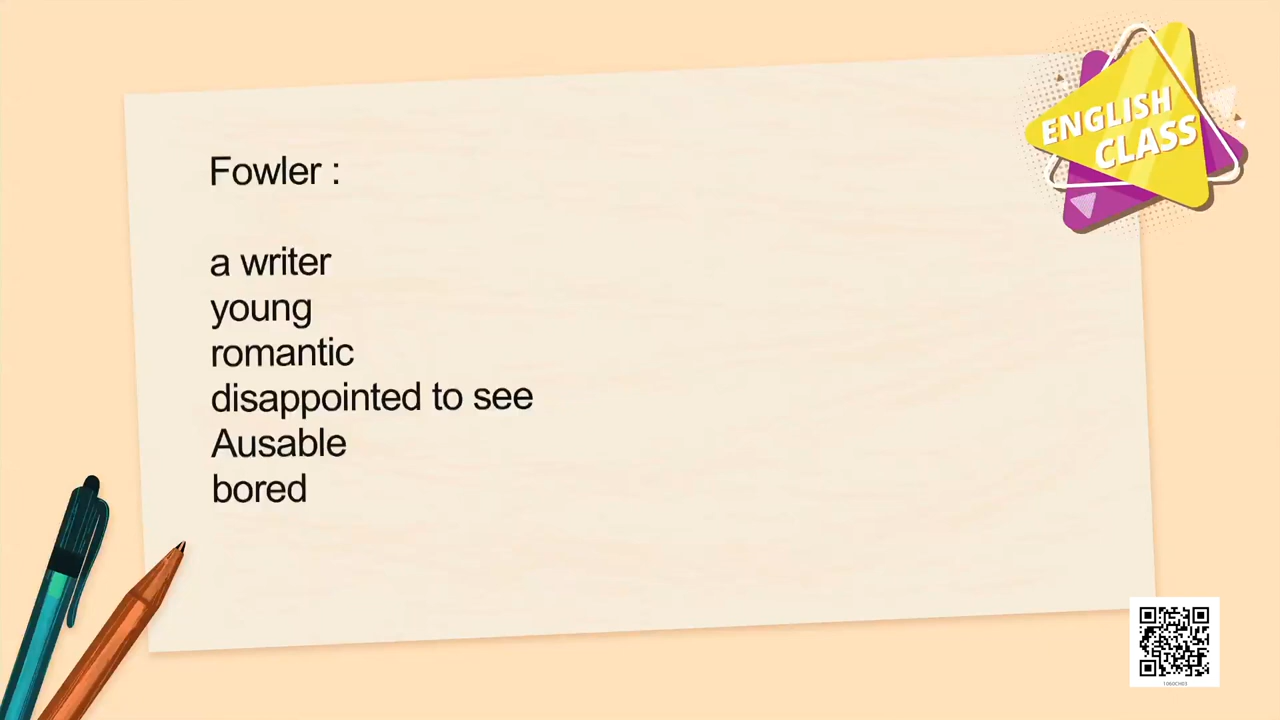 ENGLISH
CLASS
Fowler :
a writer
young
romantic
disappointed to see
Ausable
bored